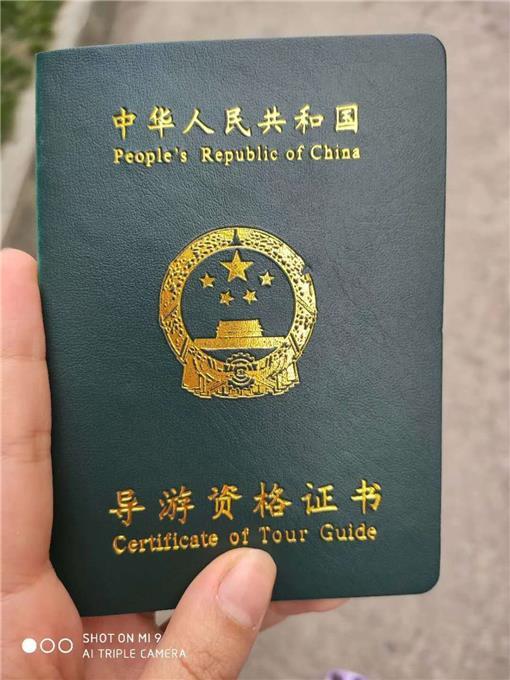 中华人民共和国
People's Republic of China
导游资格证书
Certificate of Tour Guide
SHOT ON MI 9
AI TRIPLE CAMERA